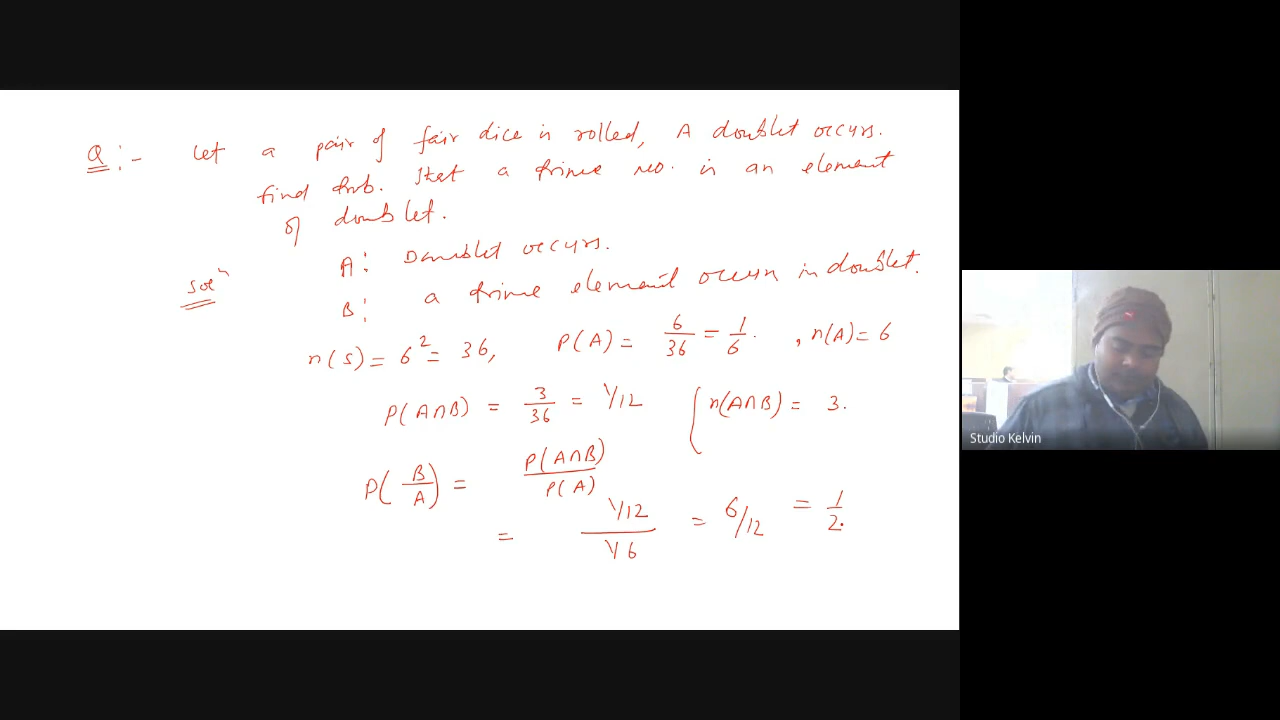 Q :- Let a pair of fair dice is rolled, A doublet occurs.
find prob. that a prime no. is an element
of doublet.
Sol^n
A : Doublet occurs.
B : a prime element occurs in doublet.
n(S) = 6² = 36, P(A) = 6/36 = 1/6. , n(A) = 6
P(A∩B) = 3/36 = 1/12 { n(A∩B) = 3.
P(B/A) = P(A∩B)/P(A)
= (1/12)/(1/6) = 6/12 = 1/2.
Studio Kelvin